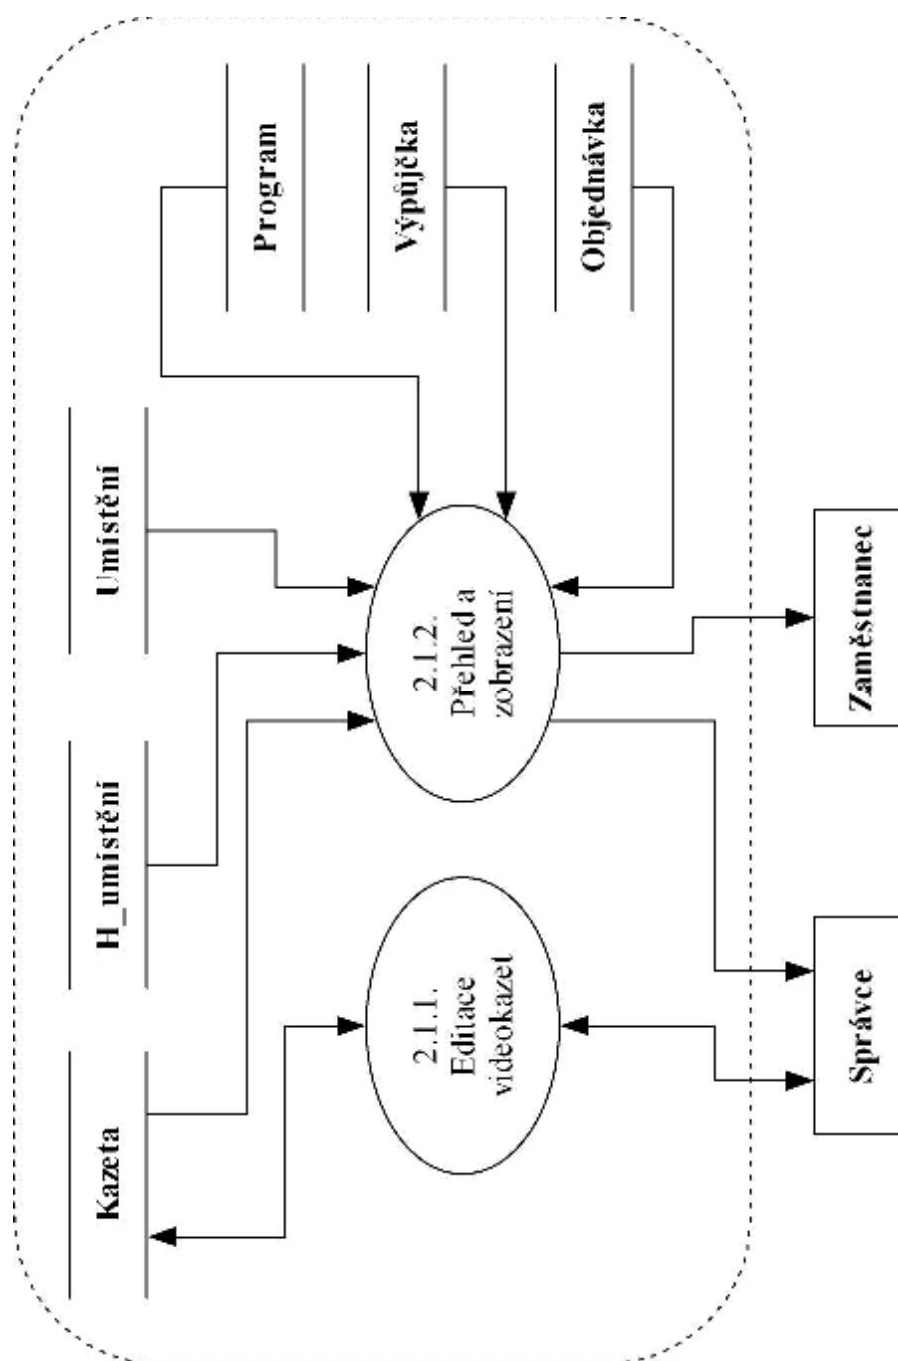 Kazeta
H_umístění
Umístění
Program
Výpůjčka
Objednávka
2.1.1.
Editace
videokazet
2.1.2.
Přehled a
zobrazení
Správce
Zaměstnanec